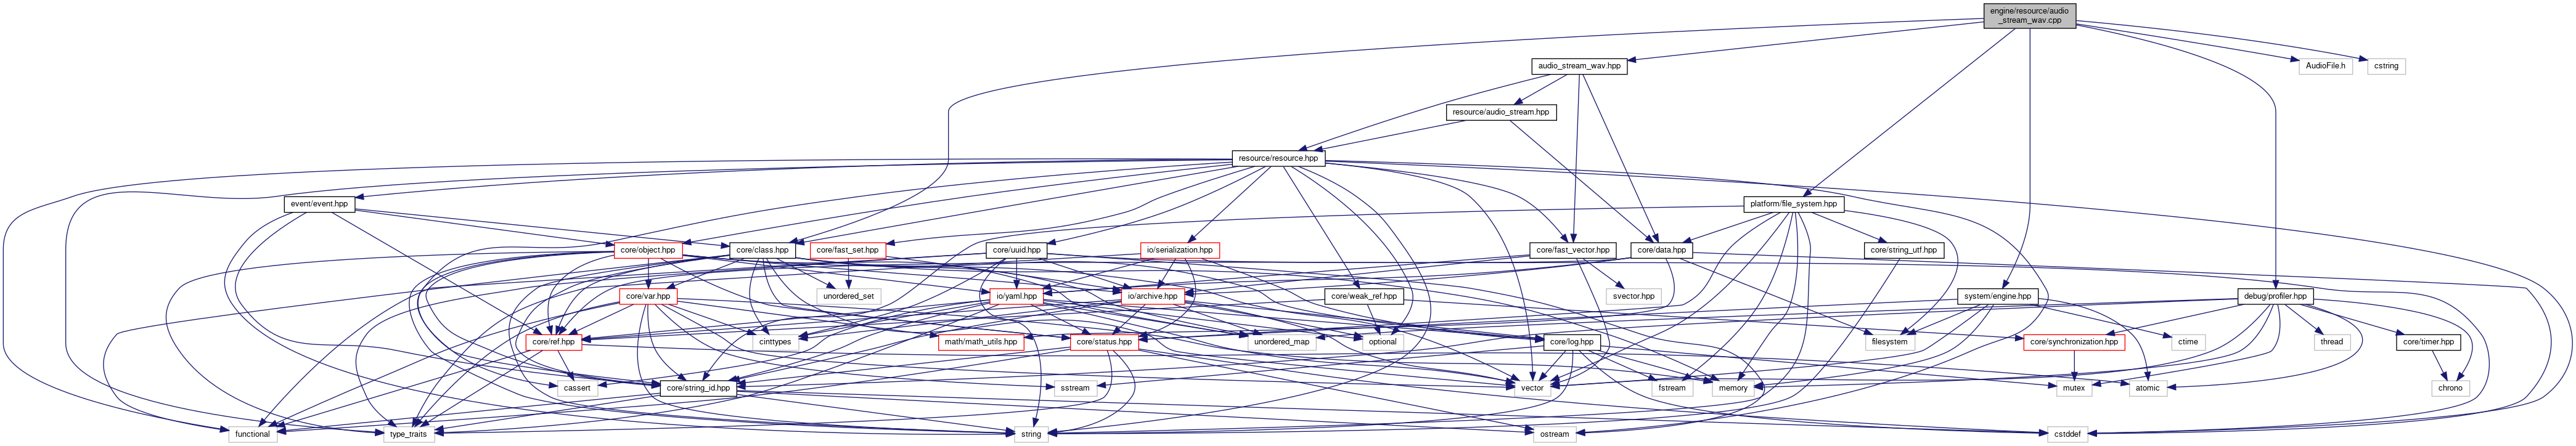 engine/resource/audio
_stream_wav.cpp
audio_stream_wav.hpp
AudioFile.h
cstring
resource/audio_stream.hpp
resource/resource.hpp
event/event.hpp
platform/file_system.hpp
core/object.hpp
core/class.hpp
core/fast_set.hpp
core/uuid.hpp
io/serialization.hpp
core/fast_vector.hpp
core/data.hpp
core/string_utf.hpp
core/var.hpp
unordered_set
io/yaml.hpp
io/archive.hpp
core/weak_ref.hpp
svector.hpp
system/engine.hpp
debug/profiler.hpp
core/ref.hpp
cinttypes
math/math_utils.hpp
core/status.hpp
unordered_map
optional
core/log.hpp
filesystem
core/synchronization.hpp
ctime
thread
core/timer.hpp
cassert
core/string_id.hpp
sstream
vector
fstream
memory
mutex
atomic
chrono
functional
type_traits
string
ostream
cstddef